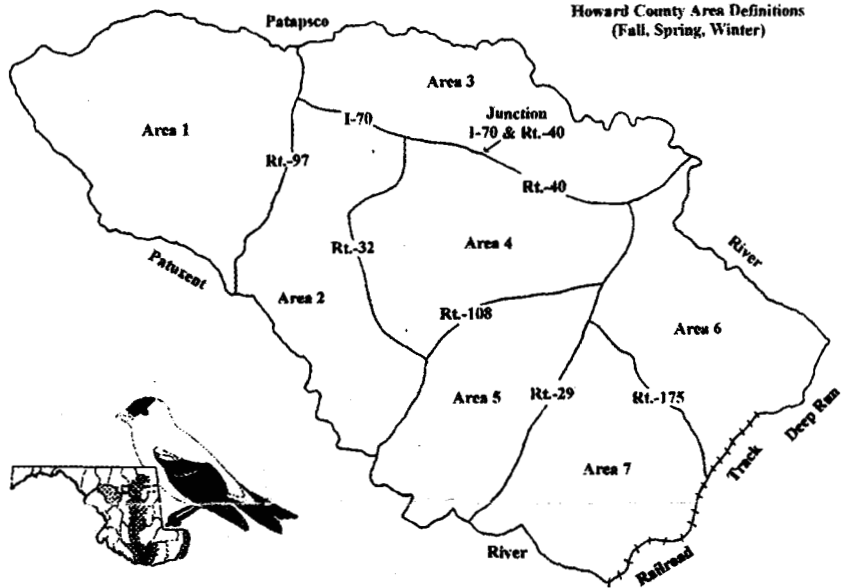 Howard County Area Definitions
(Fall, Spring, Winter)
Patapsco
Area 3
Junction
I-70 & Rt.-40
I-70
Area 1
Rt.-97
Rt.-40
River
Rt.-32
Area 4
Patuxent
Area 2
Rt.-108
Area 6
Area 5
Rt.-29
Rt.-175
Deep Run
Track
Area 7
River
Railroad